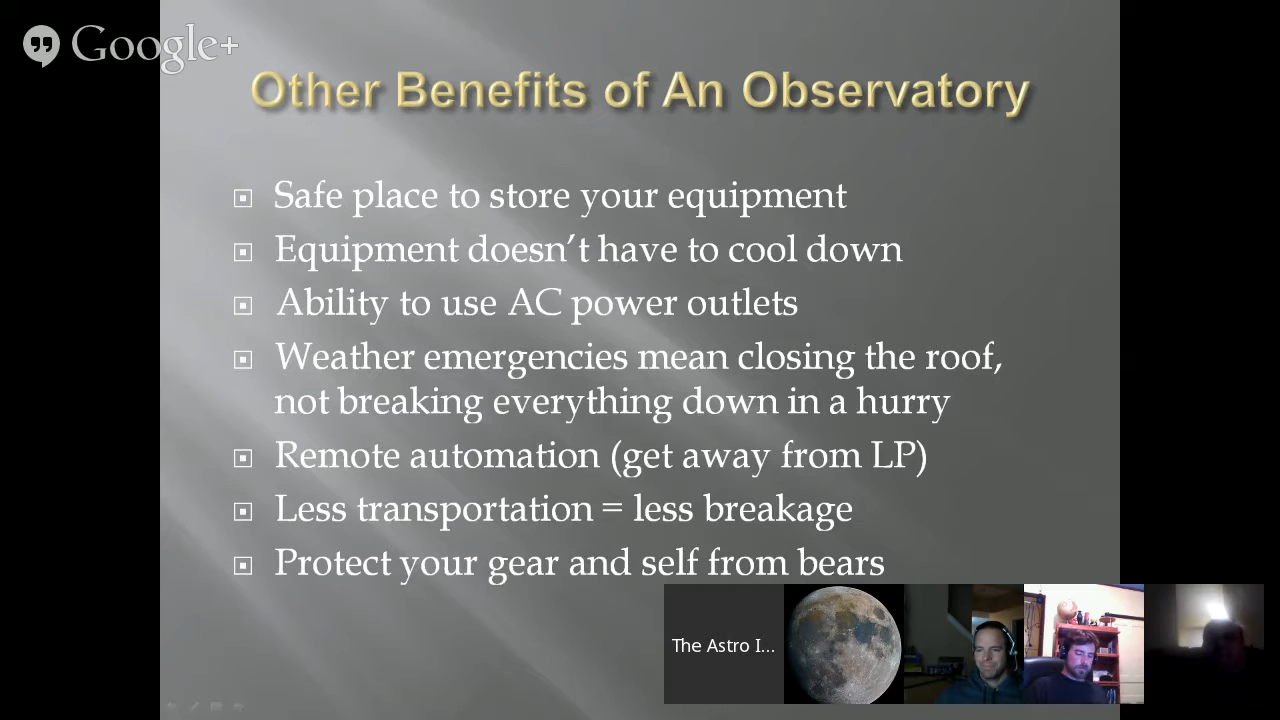 Google+
Other Benefits of An Observatory
Safe place to store your equipment
Equipment doesn’t have to cool down
Ability to use AC power outlets
Weather emergencies mean closing the roof,
not breaking everything down in a hurry
Remote automation (get away from LP)
Less transportation = less breakage
Protect your gear and self from bears
The Astro I...